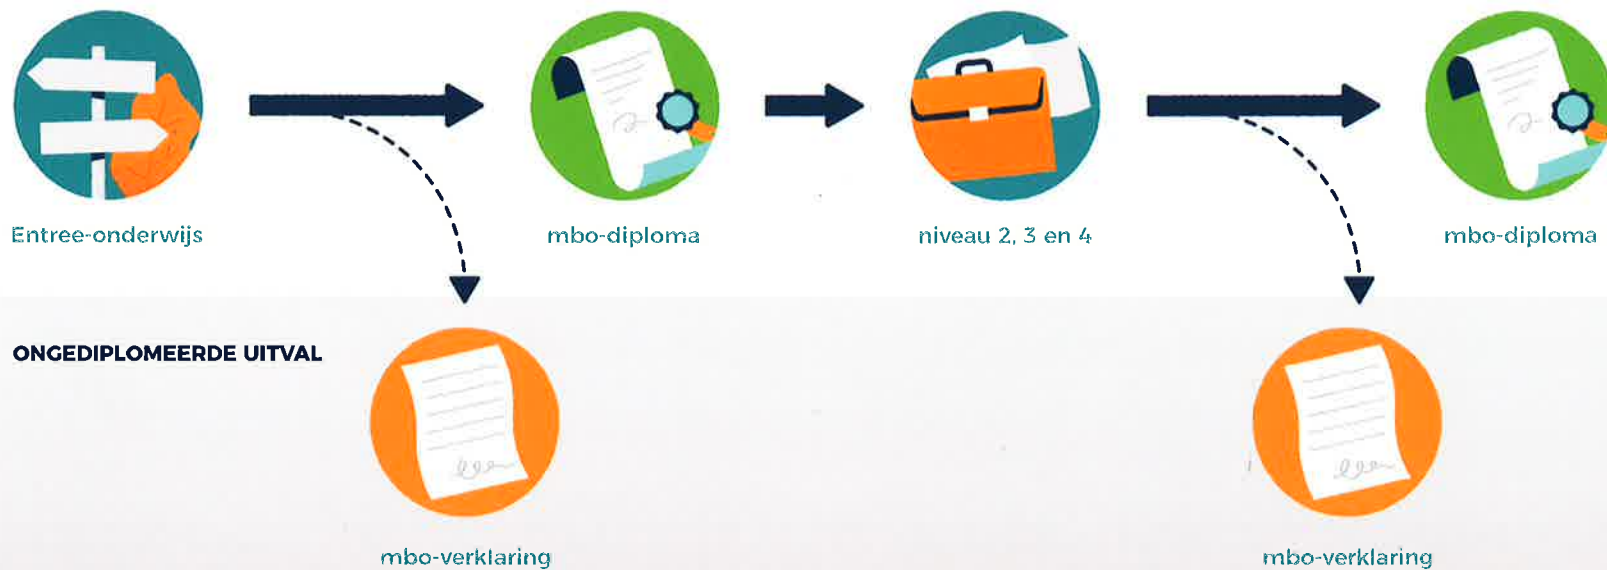 Entree-onderwijs
mbo-diploma
niveau 2, 3 en 4
mbo-diploma
ONGEDIPLOMEERDE UITVAL
mbo-verklaring
mbo-verklaring